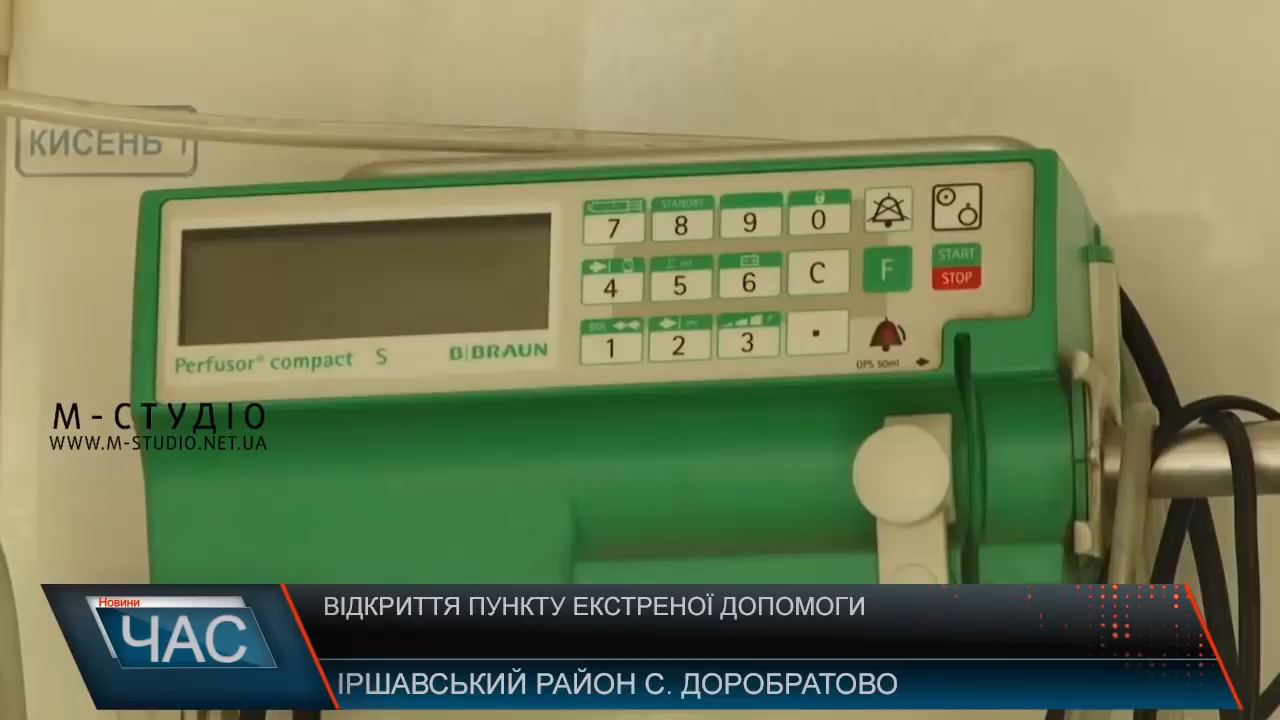 КИСЕНЬ 1
STANDBY
7 8 9 0
4 5 6 C F
START
STOP
BOL
1 2 3 .
OPS 50ml
Perfusor® compact S
B|BRAUN
М-СТУДІО
WWW.M-STUDIO.NET.UA
Новини
ЧАС
ВІДКРИТТЯ ПУНКТУ ЕКСТРЕНОЇ ДОПОМОГИ
ІРШАВСЬКИЙ РАЙОН С. ДОРОБРАТОВО